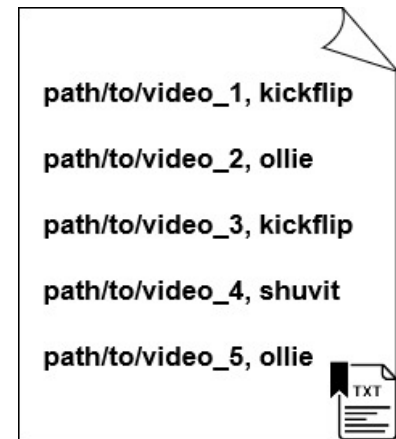 path/to/video_1, kickflip
path/to/video_2, ollie
path/to/video_3, kickflip
path/to/video_4, shuvit
path/to/video_5, ollie
TXT